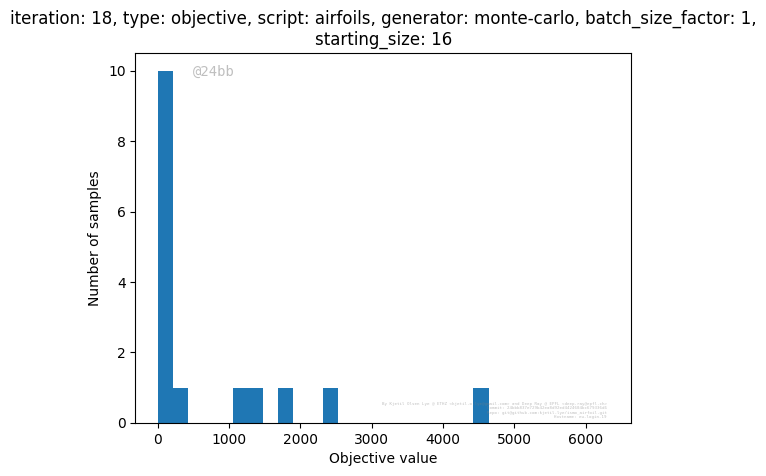 iteration: 18, type: objective, script: airfoils, generator: monte-carlo, batch_size_factor: 1,
starting_size: 16
@24bb
10
8
6
4
2
0
Number of samples
0 1000 2000 3000 4000 5000 6000
Objective value